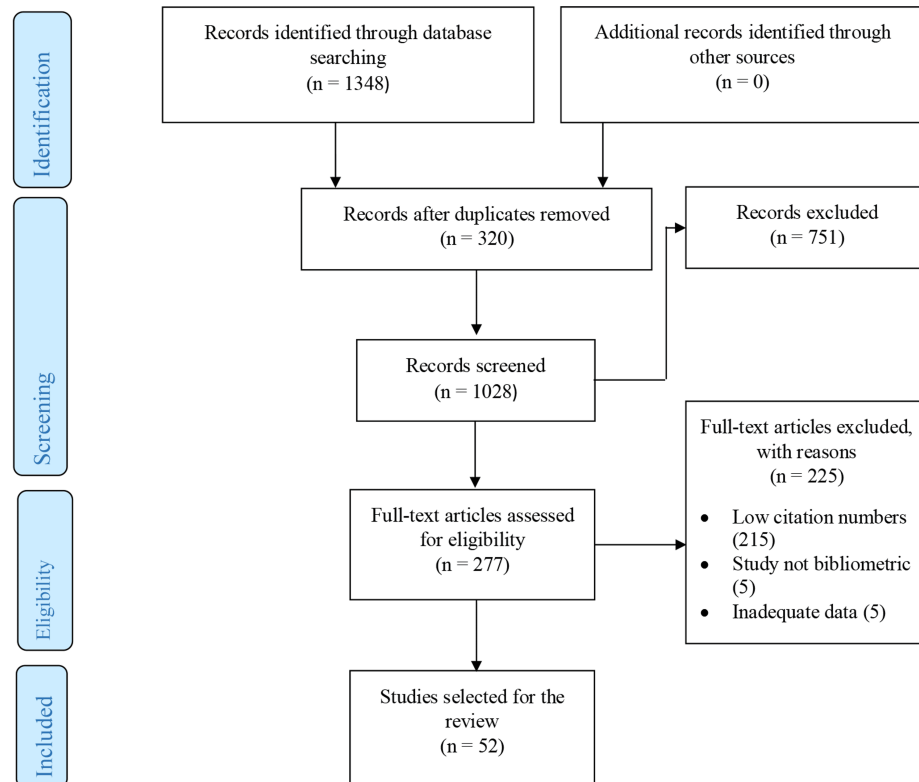 Identification
Records identified through database
searching
(n = 1348)
Additional records identified through
other sources
(n = 0)
Screening
Records after duplicates removed
(n = 320)
Records excluded
(n = 751)
Records screened
(n = 1028)
Eligibility
Full-text articles assessed
for eligibility
(n = 277)
Full-text articles excluded,
with reasons
(n = 225)
• Low citation numbers
(215)
• Study not bibliometric
(5)
• Inadequate data (5)
Included
Studies selected for the
review
(n = 52)